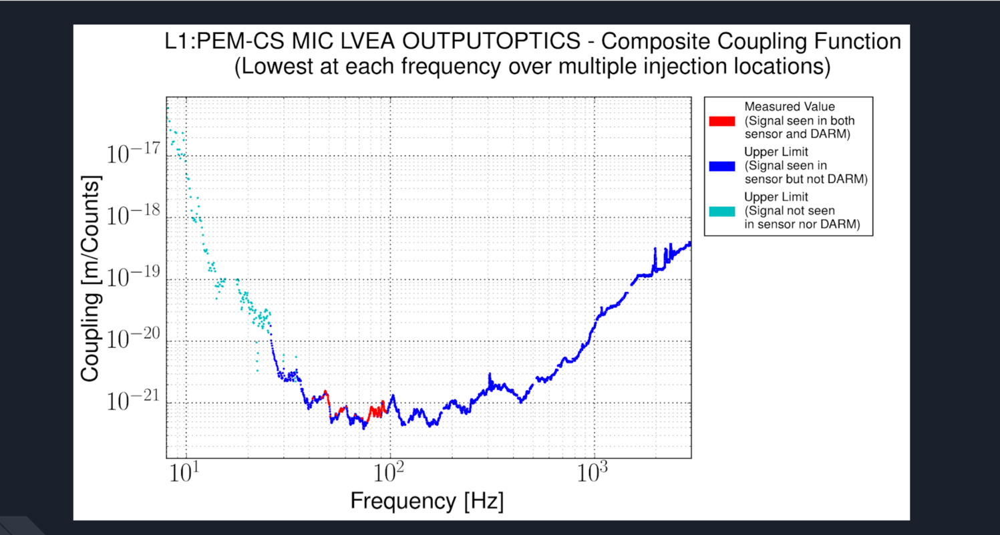 L1:PEM-CS MIC LVEA OUTPUTOPTICS - Composite Coupling Function
(Lowest at each frequency over multiple injection locations)
Coupling [m/Counts]
10⁻¹⁷
10⁻¹⁸
10⁻¹⁹
10⁻²⁰
10⁻²¹
10¹ 10² 10³
Frequency [Hz]
Measured Value
(Signal seen in both
sensor and DARM)
Upper Limit
(Signal seen in
sensor but not DARM)
Upper Limit
(Signal not seen
in sensor nor DARM)